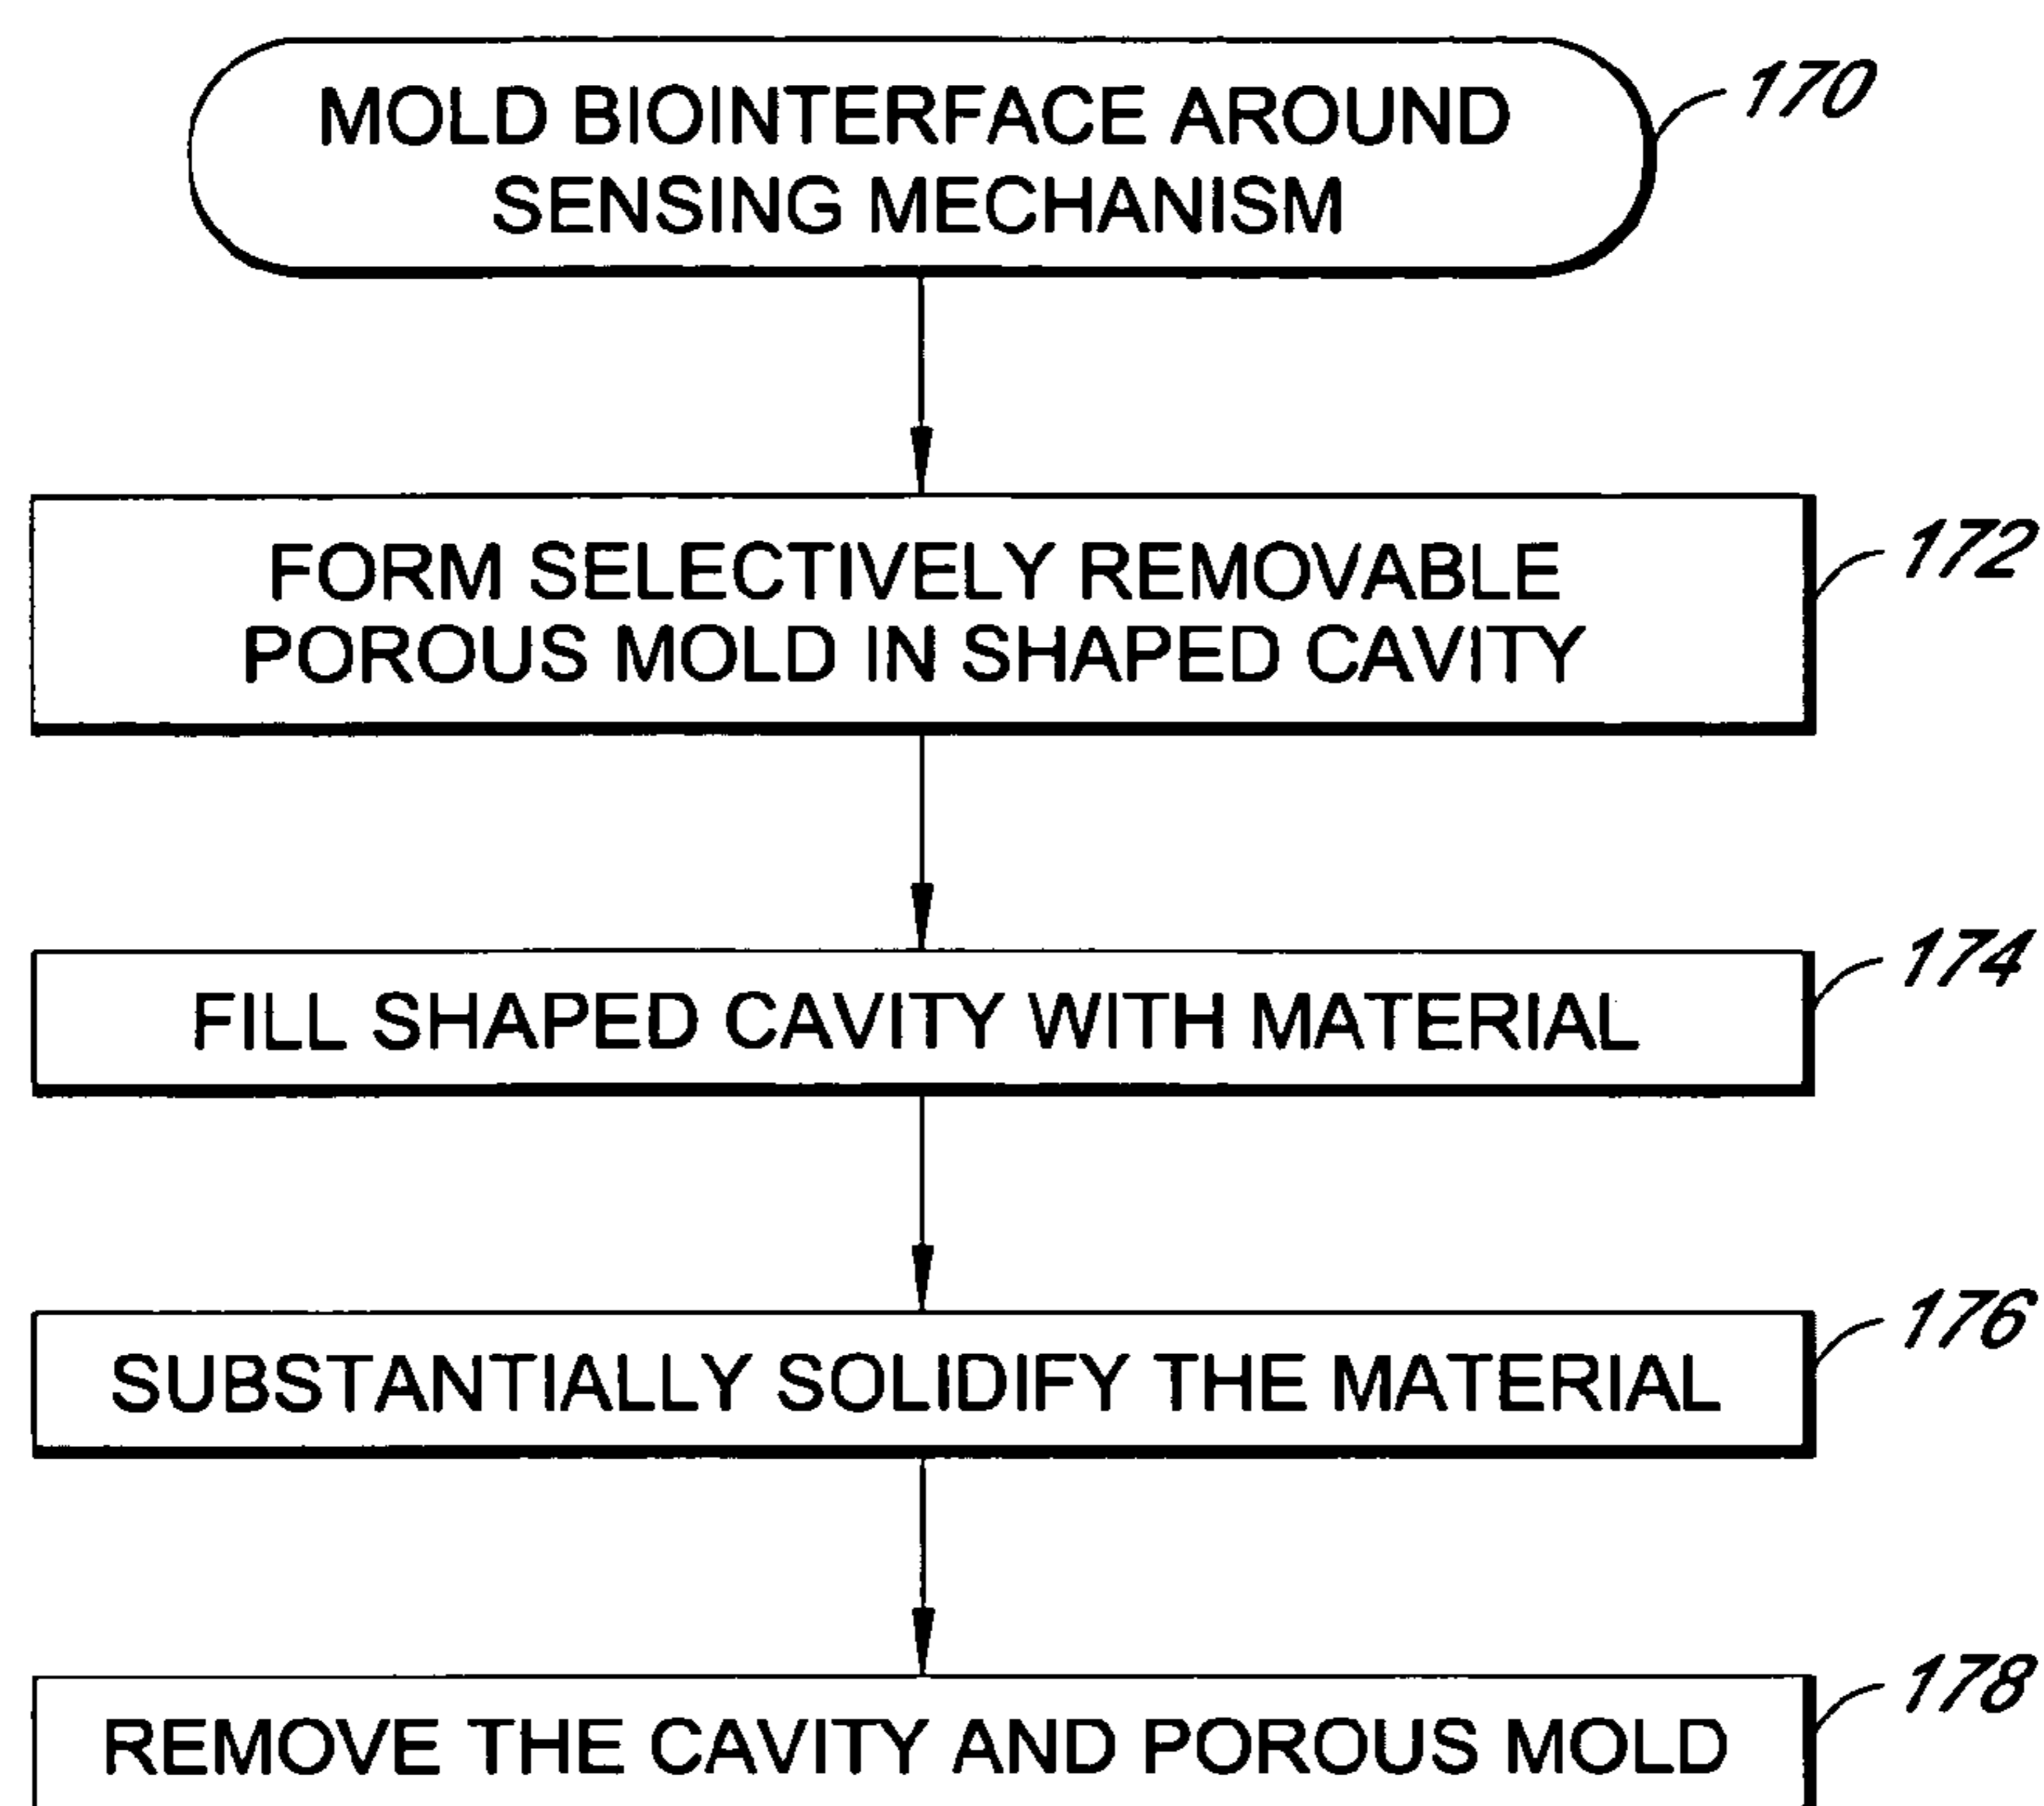 MOLD BIOINTERFACE AROUND
SENSING MECHANISM
170
FORM SELECTIVELY REMOVABLE
POROUS MOLD IN SHAPED CAVITY
172
FILL SHAPED CAVITY WITH MATERIAL
174
SUBSTANTIALLY SOLIDIFY THE MATERIAL
176
REMOVE THE CAVITY AND POROUS MOLD
178